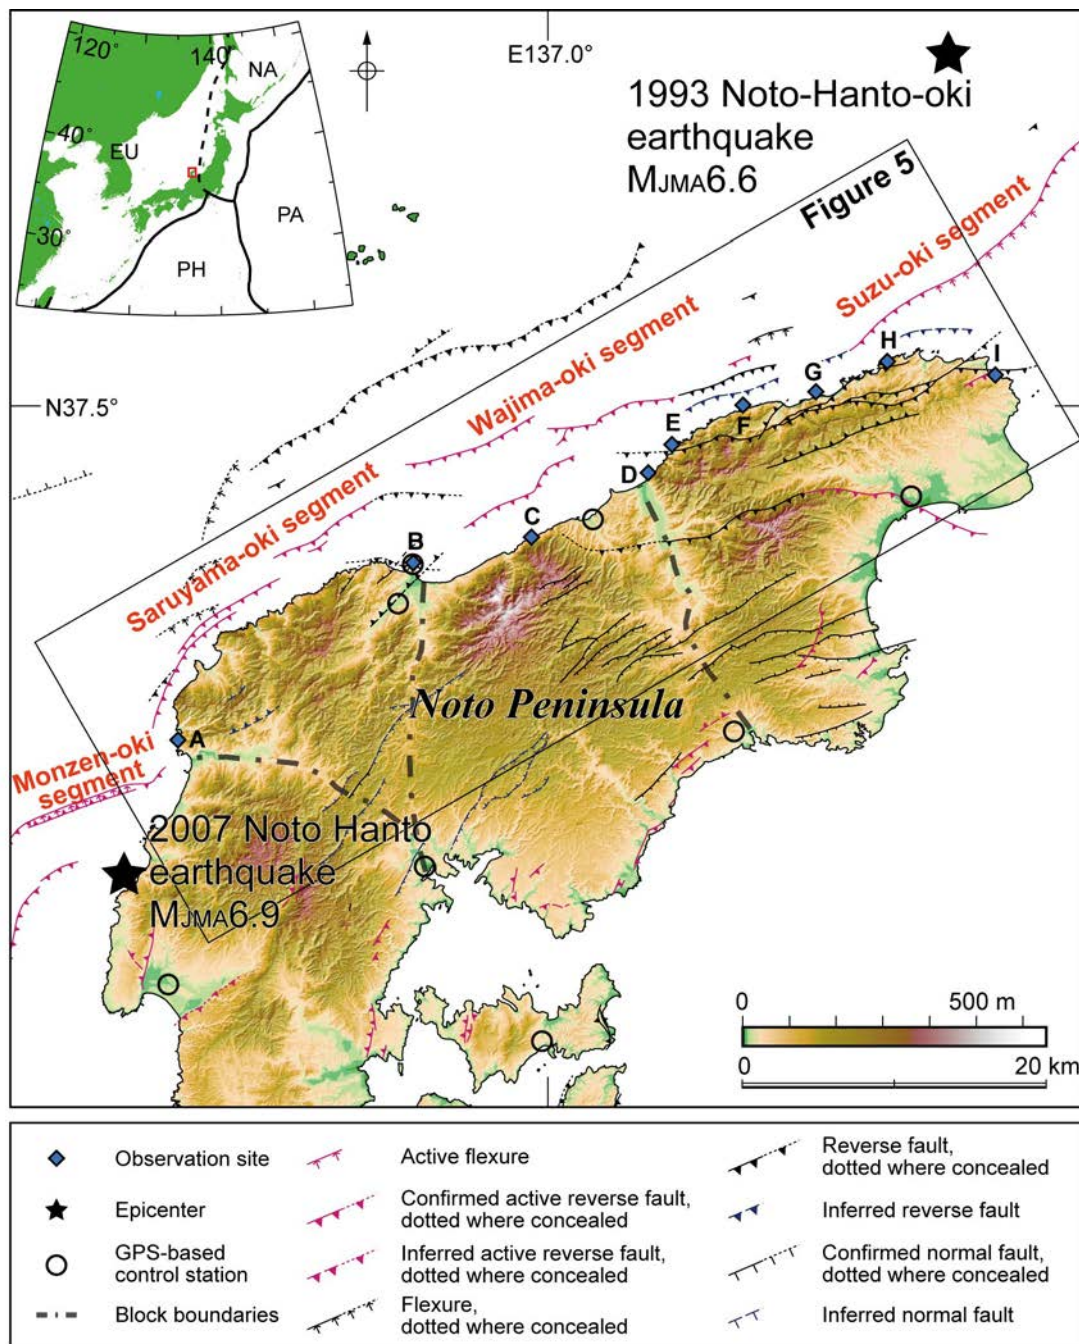 120°
140°
NA
40°
EU
30°
PA
PH
E137.0°
1993 Noto-Hanto-oki
earthquake
MJMA6.6
Figure 5
Suzu-oki segment
Wajima-oki segment
N37.5°
H
I
G
F
E
D
C
B
Saruyama-oki segment
Noto Peninsula
A
Monzen-oki
segment
2007 Noto Hanto
earthquake
MJMA6.9
0 500 m
0 20 km
Observation site
Epicenter
GPS-based
control station
Block boundaries
Active flexure
Confirmed active reverse fault,
dotted where concealed
Inferred active reverse fault,
dotted where concealed
Flexure,
dotted where concealed
Reverse fault,
dotted where concealed
Inferred reverse fault
Confirmed normal fault,
dotted where concealed
Inferred normal fault